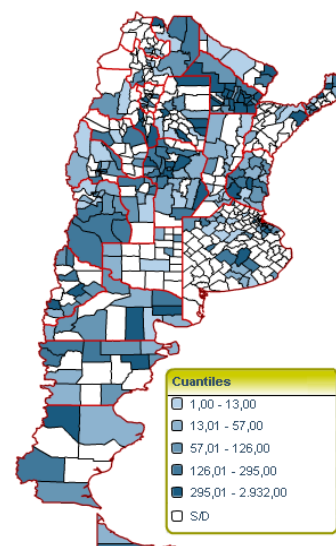 Cuantiles
1,00 - 13,00
13,01 - 57,00
57,01 - 126,00
126,01 - 295,00
295,01 - 2.932,00
S/D